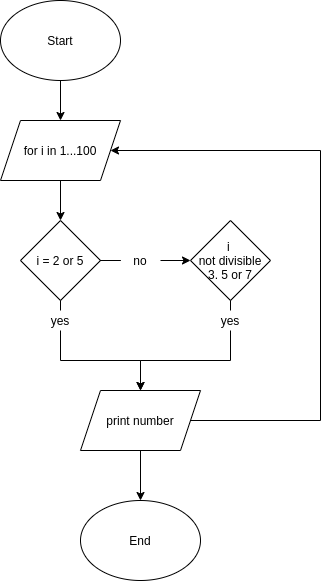 Start
for i in 1...100
i = 2 or 5
no
i
not divisible
3. 5 or 7
yes
yes
print number
End